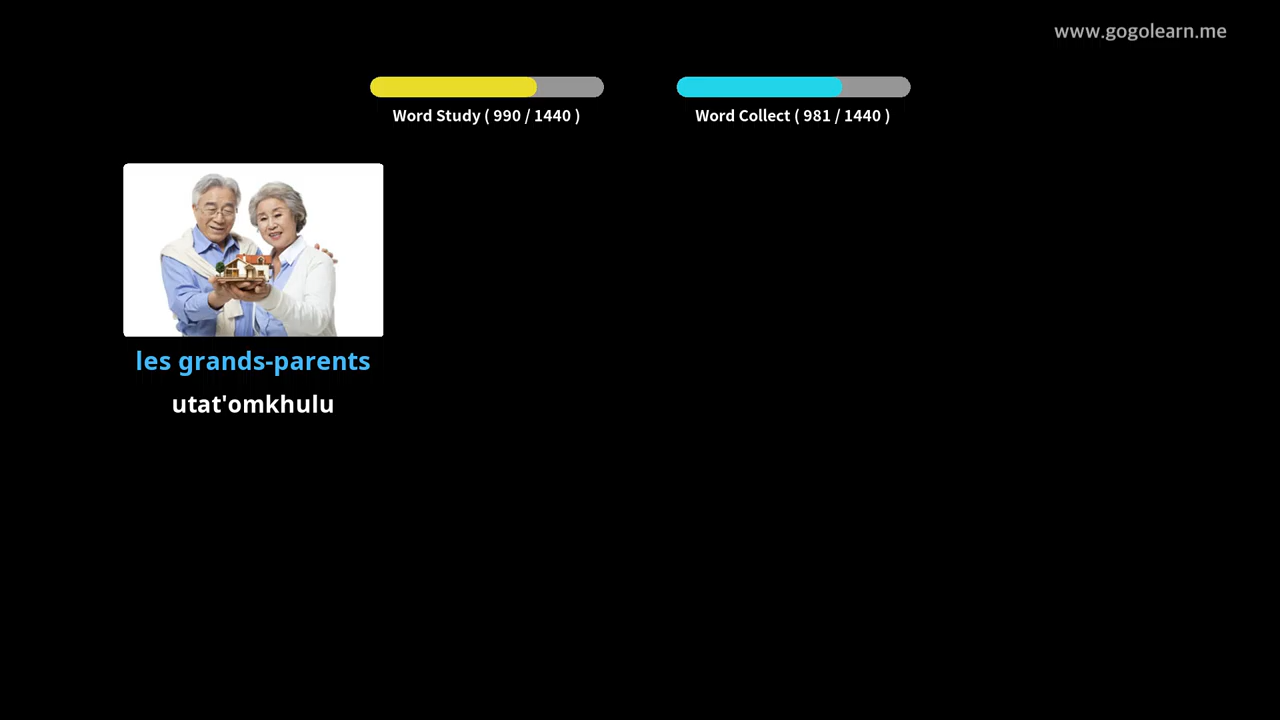 www.gogolearn.me
Word Study ( 990 / 1440 )
Word Collect ( 981 / 1440 )
les grands-parents
utat'omkhulu